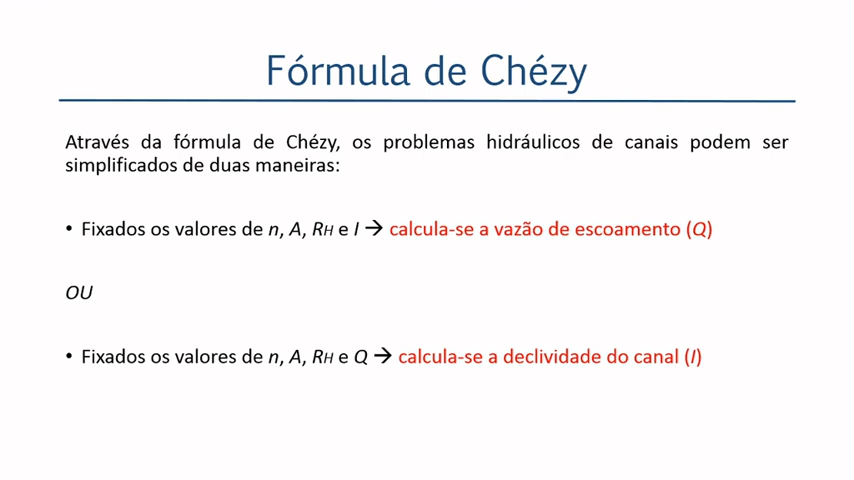 Fórmula de Chézy
Através da fórmula de Chézy, os problemas hidráulicos de canais podem ser
simplificados de duas maneiras:
• Fixados os valores de n, A, RH e I → calcula-se a vazão de escoamento (Q)
OU
• Fixados os valores de n, A, RH e Q → calcula-se a declividade do canal (I)